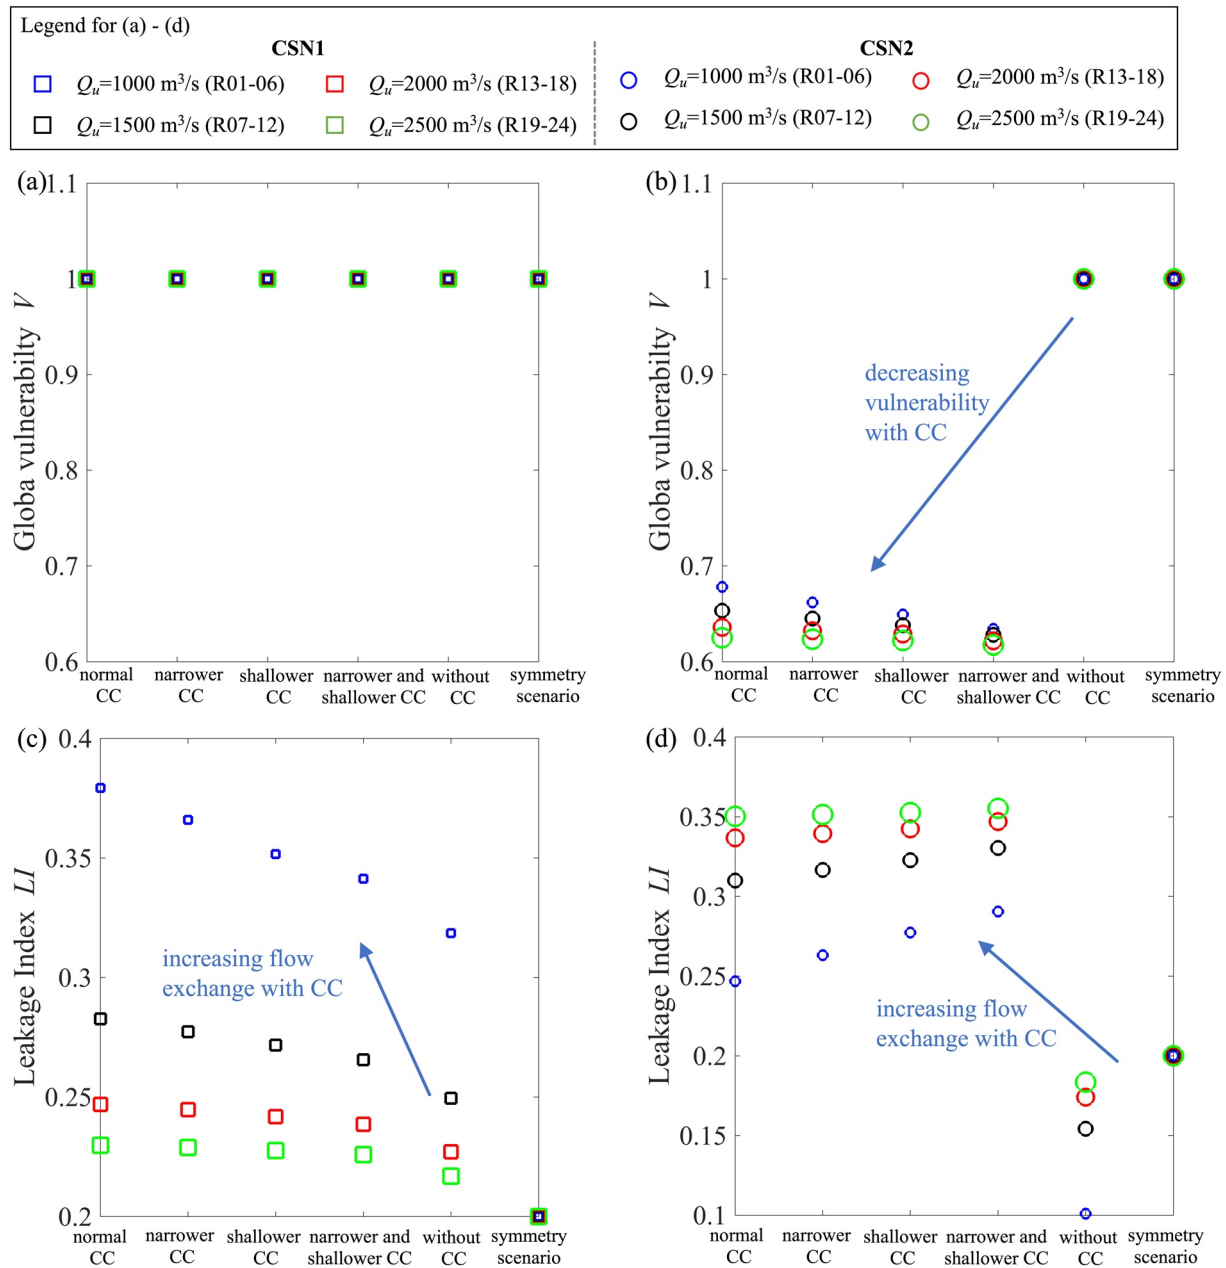 Legend for (a) - (d)
CSN1
CSN2
Qu=1000 m³/s (R01-06)
Qu=2000 m³/s (R13-18)
Qu=1000 m³/s (R01-06)
Qu=2000 m³/s (R13-18)
Qu=1500 m³/s (R07-12)
Qu=2500 m³/s (R19-24)
Qu=1500 m³/s (R07-12)
Qu=2500 m³/s (R19-24)
(a)
1.1
1
0.9
0.8
0.7
0.6
Globa vulnerabilty V
normal CC
narrower CC
shallower CC
narrower and shallower CC
without CC
symmetry scenario
(b)
1.1
1
0.9
0.8
0.7
0.6
Globa vulnerabilty V
decreasing
vulnerability
with CC
normal CC
narrower CC
shallower CC
narrower and shallower CC
without CC
symmetry scenario
(c)
0.4
0.35
0.3
0.25
0.2
Leakage Index LI
increasing flow
exchange with CC
normal CC
narrower CC
shallower CC
narrower and shallower CC
without CC
symmetry scenario
(d)
0.4
0.35
0.3
0.25
0.2
0.15
0.1
Leakage Index LI
increasing flow
exchange with CC
normal CC
narrower CC
shallower CC
narrower and shallower CC
without CC
symmetry scenario